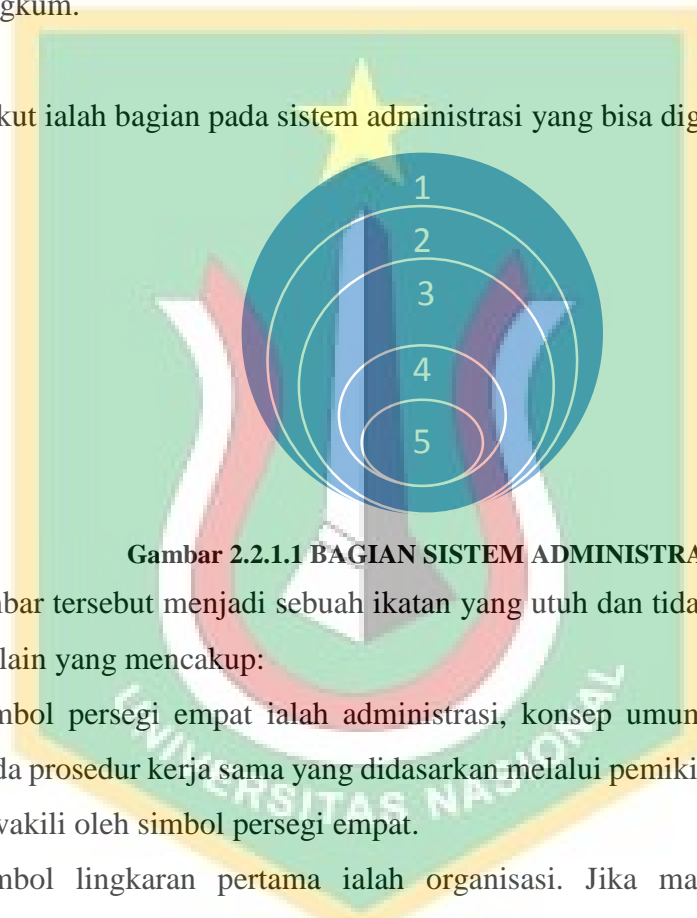 gkum.
kut ialah bagian pada sistem administrasi yang bisa dig
1
2
3
4
5
Gambar 2.2.1.1 BAGIAN SISTEM ADMINISTRA
bar tersebut menjadi sebuah ikatan yang utuh dan tida
lain yang mencakup:
mbol persegi empat ialah administrasi, konsep umum
da prosedur kerja sama yang didasarkan melalui pemiki
wakili oleh simbol persegi empat.
mbol lingkaran pertama ialah organisasi. Jika ma
UNIVERSITAS NASIONAL